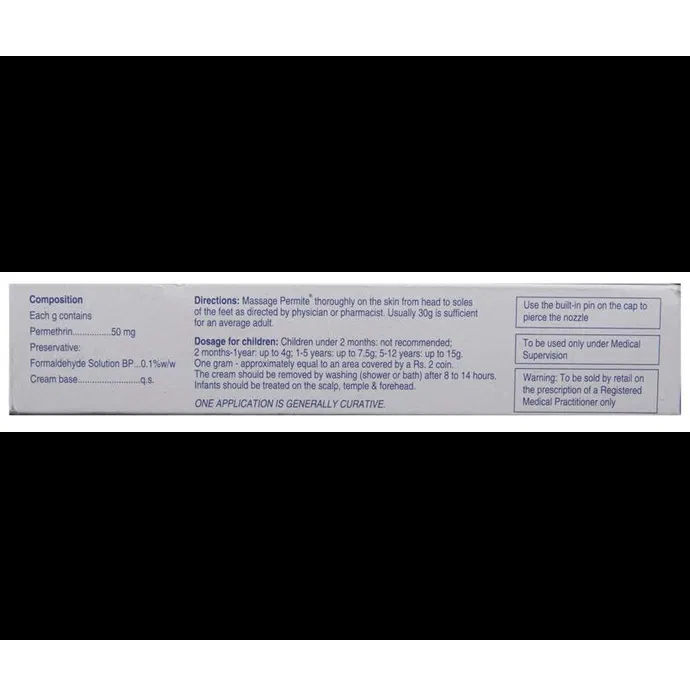 Composition
Each g contains
Permethrin................50 mg
Preservative:
Formaldehyde Solution BP...0.1%w/w
Cream base..........................q.s.
Directions: Massage Permite® thoroughly on the skin from head to soles
of the feet as directed by physician or pharmacist. Usually 30g is sufficient
for an average adult.
Dosage for children: Children under 2 months: not recommended;
2 months-1year: up to 4g; 1-5 years: up to 7.5g; 5-12 years: up to 15g.
One gram - approximately equal to an area covered by a Rs. 2 coin.
The cream should be removed by washing (shower or bath) after 8 to 14 hours.
Infants should be treated on the scalp, temple & forehead.
ONE APPLICATION IS GENERALLY CURATIVE.
Use the built-in pin on the cap to
pierce the nozzle
To be used only under Medical
Supervision
Warning: To be sold by retail on
the prescription of a Registered
Medical Practitioner only